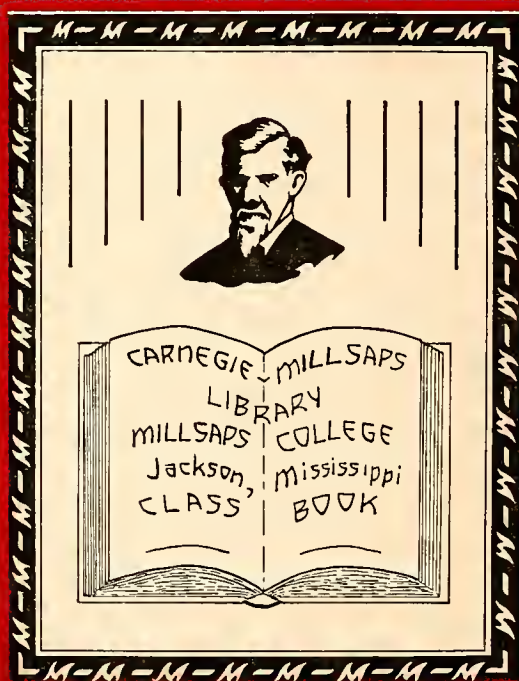 M-M-M-M-M-M-M-M-M
CARNEGIE-MILLSAPS
LIBRARY
MILLSAPS COLLEGE
Jackson, Mississippi
CLASS BOOK
M-M-M-M-M-M-M-M-M